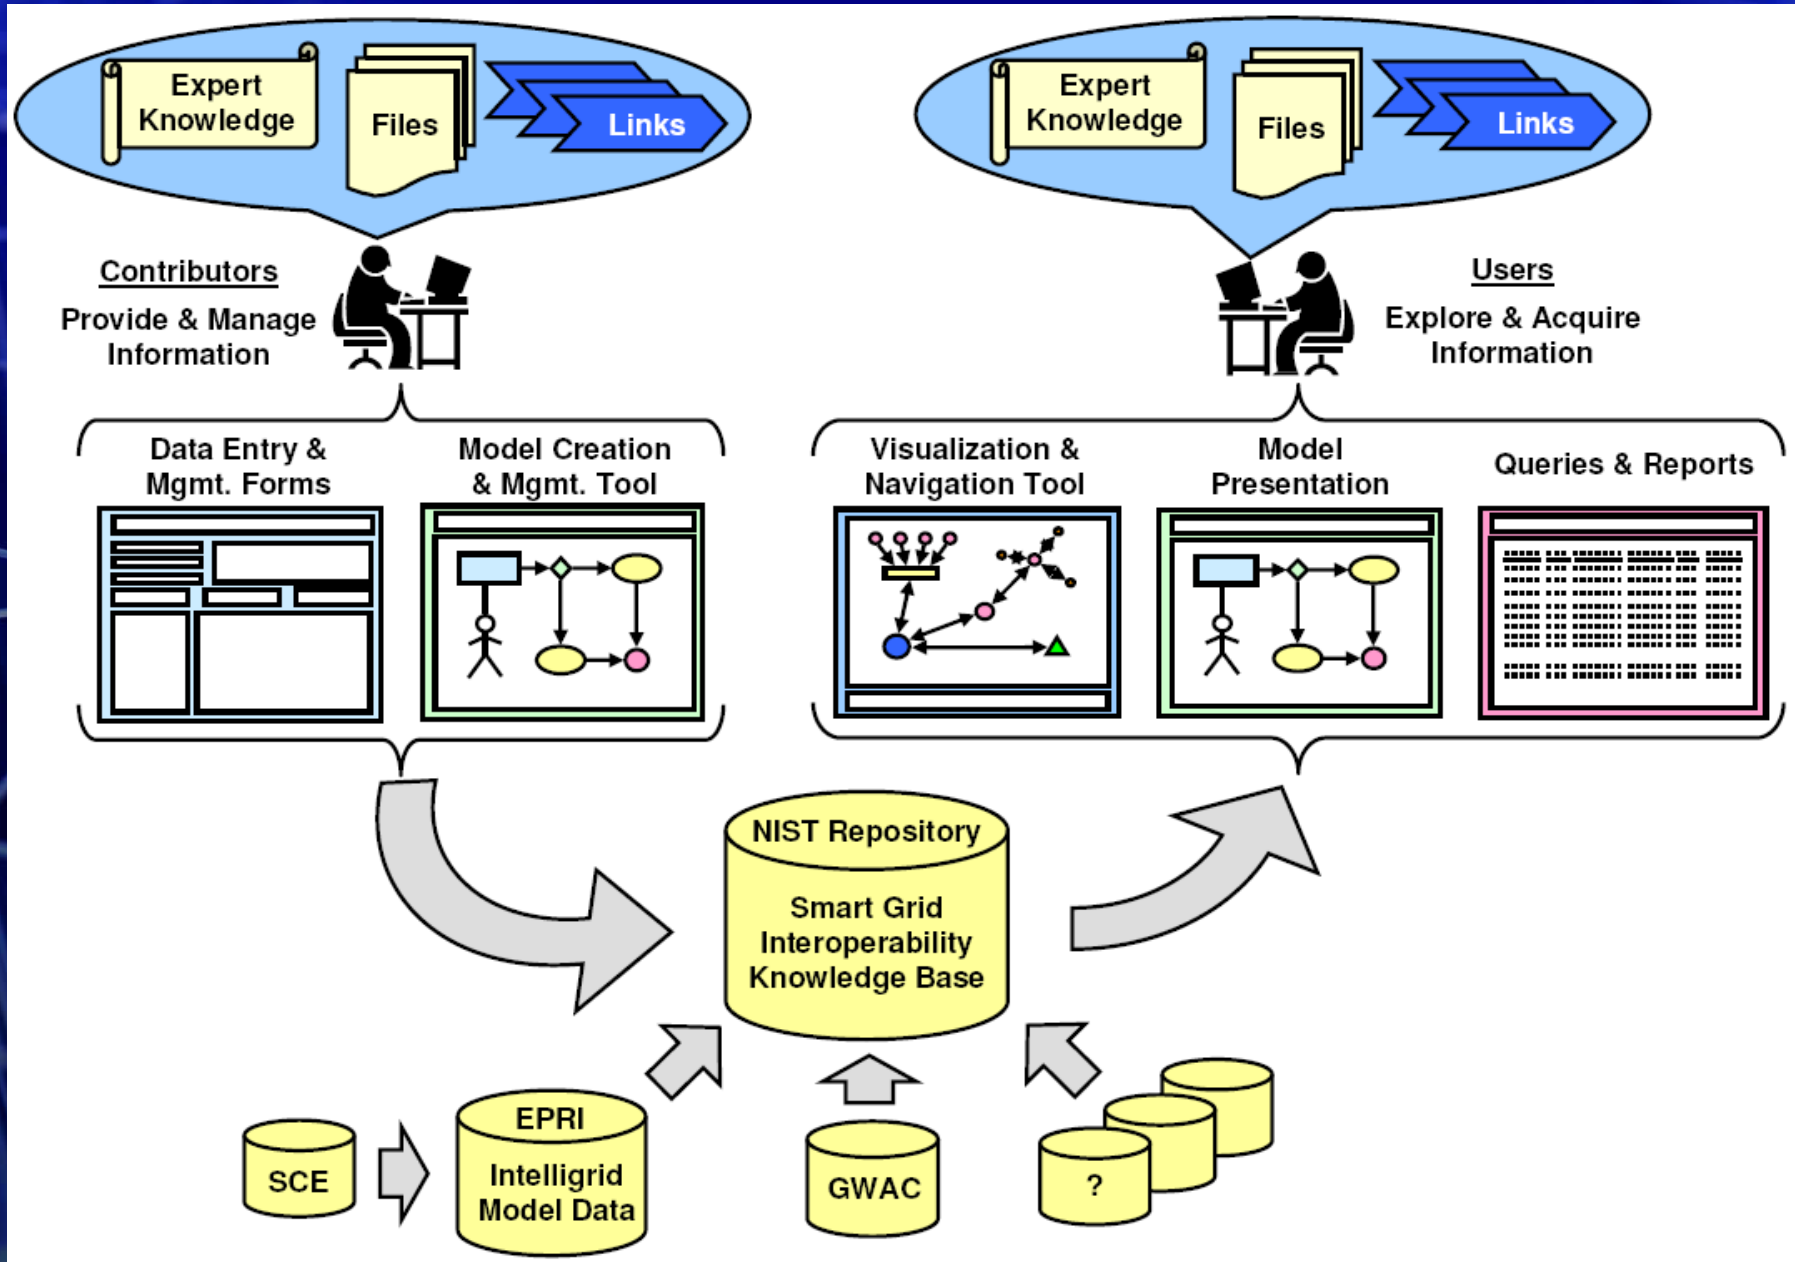 Expert
Knowledge
Files
Links
Expert
Knowledge
Files
Links
Contributors
Provide & Manage
Information
Users
Explore & Acquire
Information
Data Entry &
Mgmt. Forms
Model Creation
& Mgmt. Tool
Visualization &
Navigation Tool
Model
Presentation
Queries & Reports
NIST Repository
Smart Grid
Interoperability
Knowledge Base
SCE
EPRI
Intelligrid
Model Data
GWAC
?